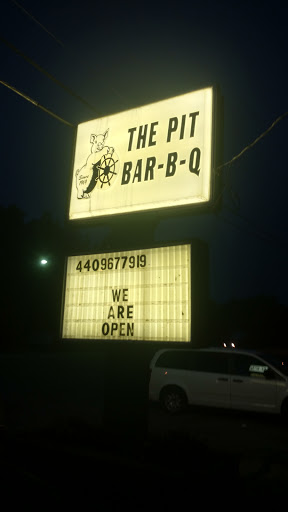 THE PIT
BAR-B-Q
4409677919
WE
ARE
OPEN